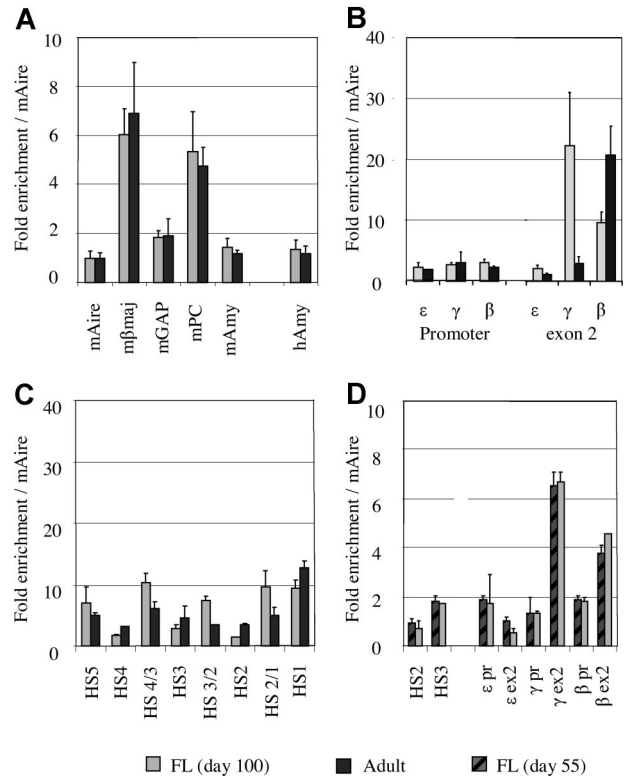 A
Fold enrichment / mAire
10
8
6
4
2
0
mAire
mβmaj
mGAP
mPC
mAmy
hAmy
B
Fold enrichment / mAire
40
30
20
10
0
ε γ β ε γ β
Promoter exon 2
C
Fold enrichment / mAire
40
30
20
10
0
HS5
HS4
HS 4/3
HS3
HS 3/2
HS2
HS 2/1
HS1
D
Fold enrichment / mAire
10
8
6
4
2
0
HS2
HS3
ε pr
ε ex2
γ pr
γ ex2
β pr
β ex2
FL (day 100) Adult FL (day 55)